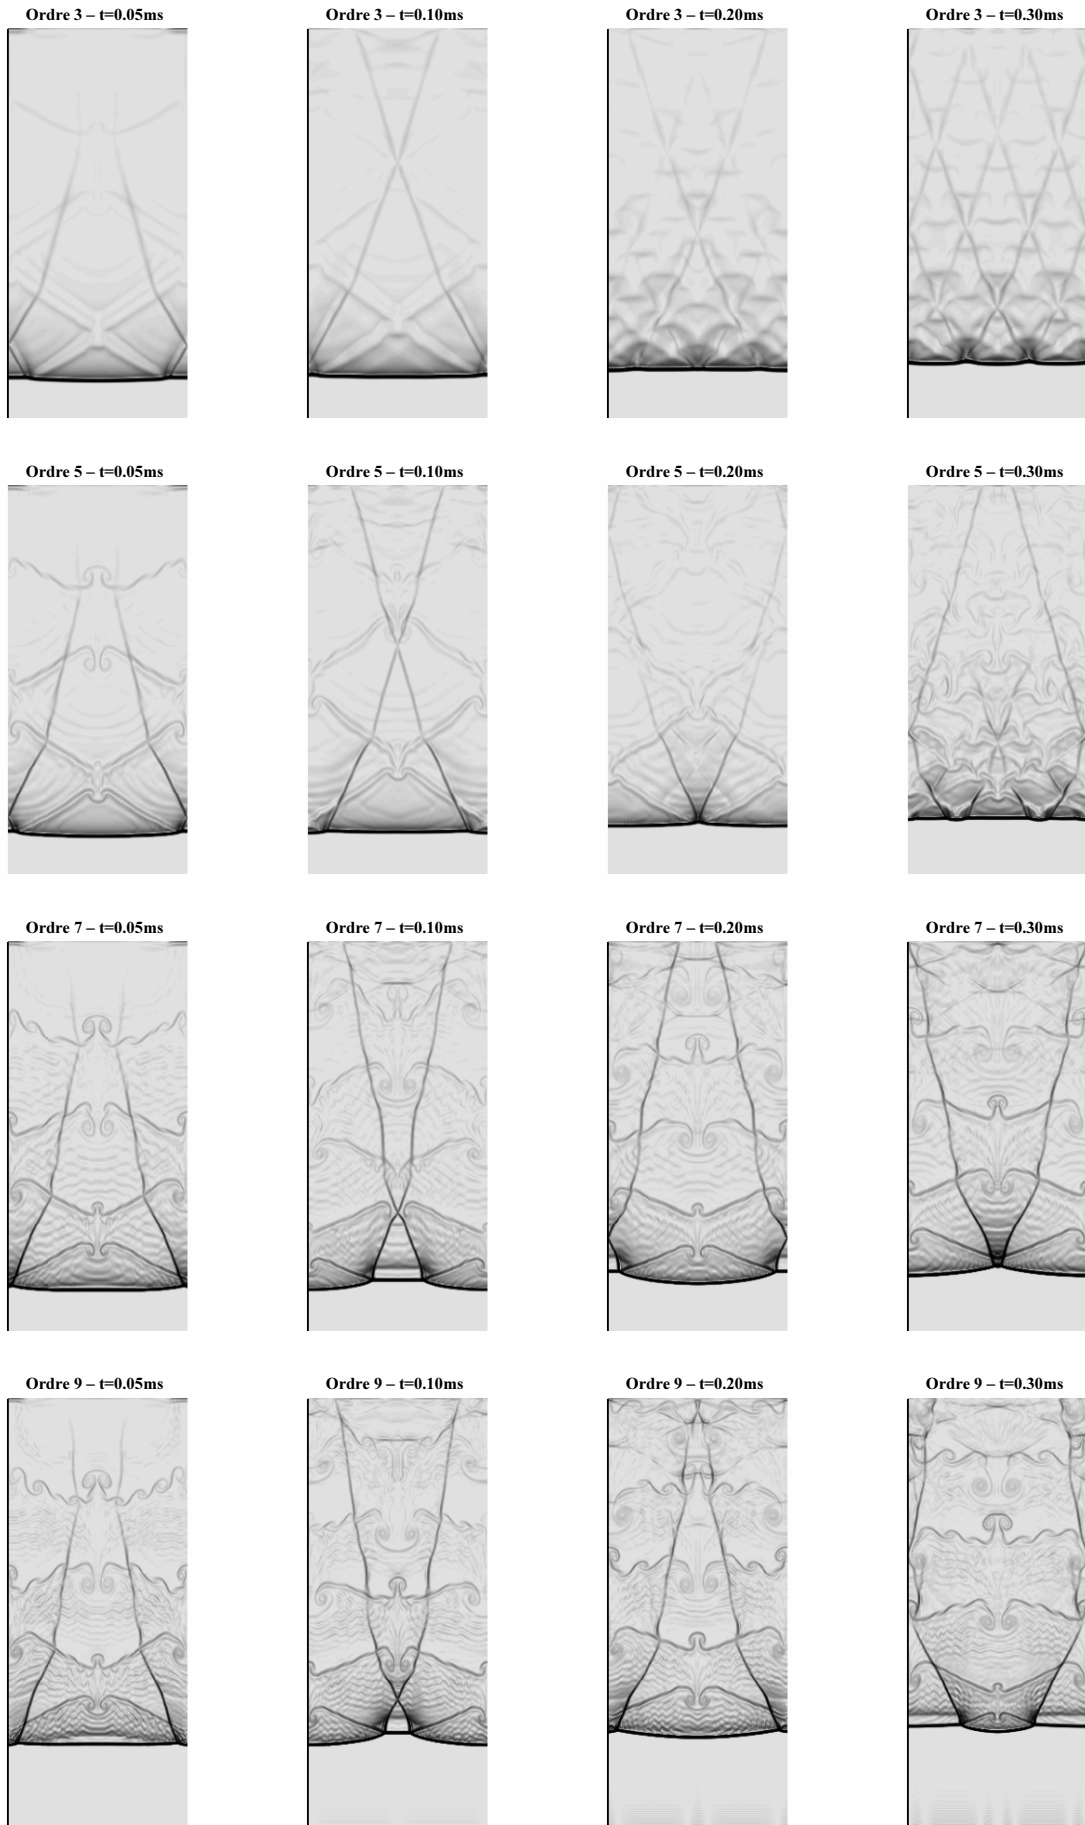 Ordre 3 – t=0.05ms
Ordre 3 – t=0.10ms
Ordre 3 – t=0.20ms
Ordre 3 – t=0.30ms
Ordre 5 – t=0.05ms
Ordre 5 – t=0.10ms
Ordre 5 – t=0.20ms
Ordre 5 – t=0.30ms
Ordre 7 – t=0.05ms
Ordre 7 – t=0.10ms
Ordre 7 – t=0.20ms
Ordre 7 – t=0.30ms
Ordre 9 – t=0.05ms
Ordre 9 – t=0.10ms
Ordre 9 – t=0.20ms
Ordre 9 – t=0.30ms